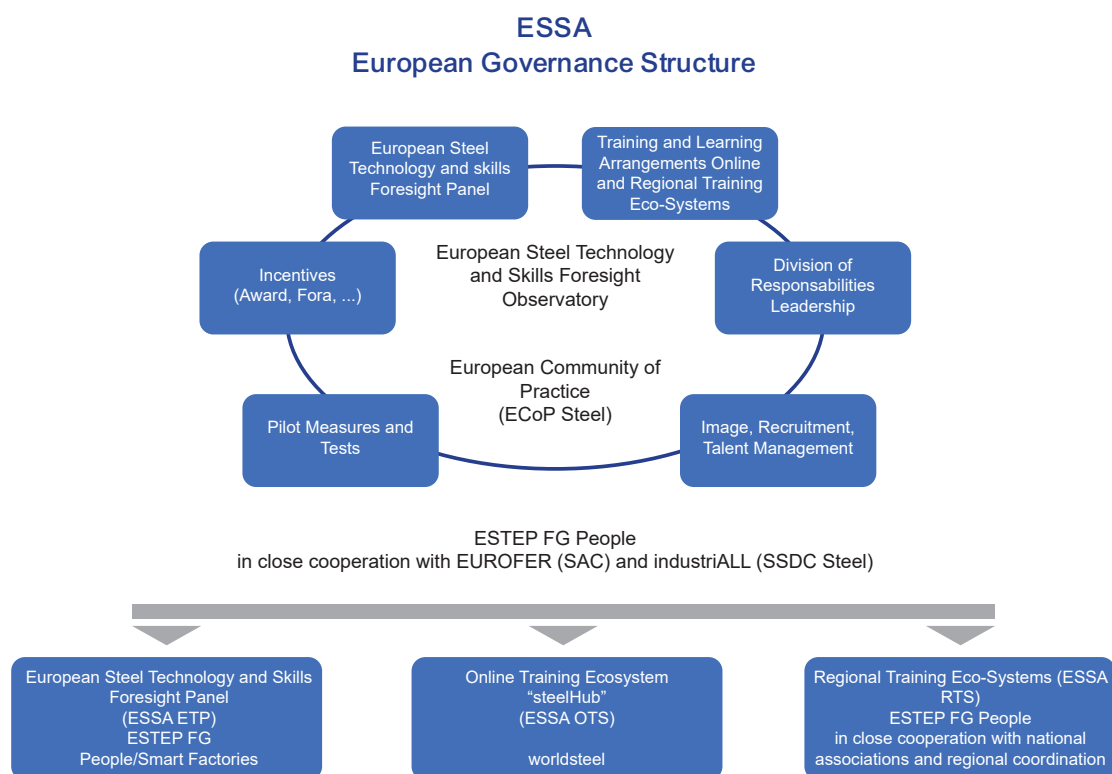 ESSA
European Governance Structure
European Steel
Technology and skills
Foresight Panel
Training and Learning
Arrangements Online
and Regional Training
Eco-Systems
Incentives
(Award, Fora, ...)
European Steel Technology
and Skills Foresight
Observatory
Division of
Responsabilities
Leadership
European Community of
Practice
(ECoP Steel)
Pilot Measures and
Tests
Image, Recruitment,
Talent Management
ESTEP FG People
in close cooperation with EUROFER (SAC) and industriALL (SSDC Steel)
European Steel Technology and Skills
Foresight Panel
(ESSA ETP)
ESTEP FG
People/Smart Factories
Online Training Ecosystem
“steelHub”
(ESSA OTS)
worldsteel
Regional Training Eco-Systems (ESSA
RTS)
ESTEP FG People
in close cooperation with national
associations and regional coordination